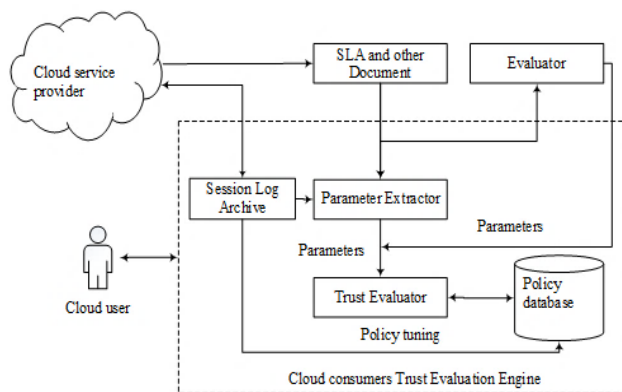 Cloud service
provider
SLA and other
Document
Evaluator
Session Log
Archive
Parameter Extractor
Parameters
Parameters
Cloud user
Trust Evaluator
Policy
database
Policy tuning
Cloud consumers Trust Evaluation Engine